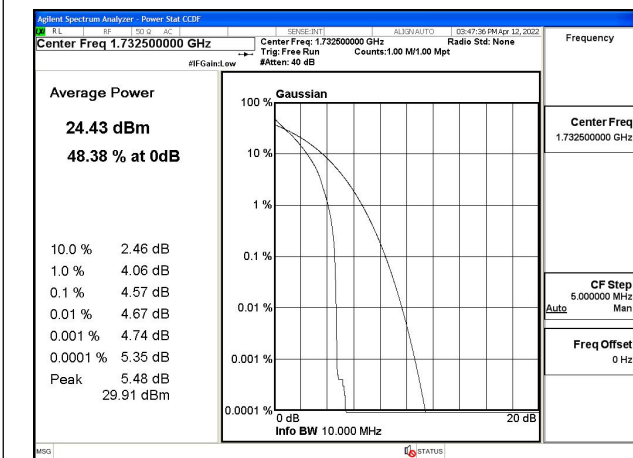 Agilent Spectrum Analyzer - Power Stat CCDF
RL RF 50 Ω AC SENSE:INT ALIGN AUTO 03:47:36 PM Apr 12, 2022
Center Freq 1.732500000 GHz
Center Freq: 1.732500000 GHz Radio Std: None
Trig: Free Run Counts:1.00 M/1.00 Mpt
#IFGain:Low #Atten: 40 dB
Frequency
Average Power
24.43 dBm
48.38 % at 0dB
10.0 % 2.46 dB
1.0 % 4.06 dB
0.1 % 4.57 dB
0.01 % 4.67 dB
0.001 % 4.74 dB
0.0001 % 5.35 dB
Peak 5.48 dB
29.91 dBm
Gaussian
100 %
10 %
1 %
0.1 %
0.01 %
0.001 %
0.0001 %
0 dB 20 dB
Info BW 10.000 MHz
Center Freq
1.732500000 GHz
CF Step
5.000000 MHz
Auto Man
Freq Offset
0 Hz
MSG STATUS